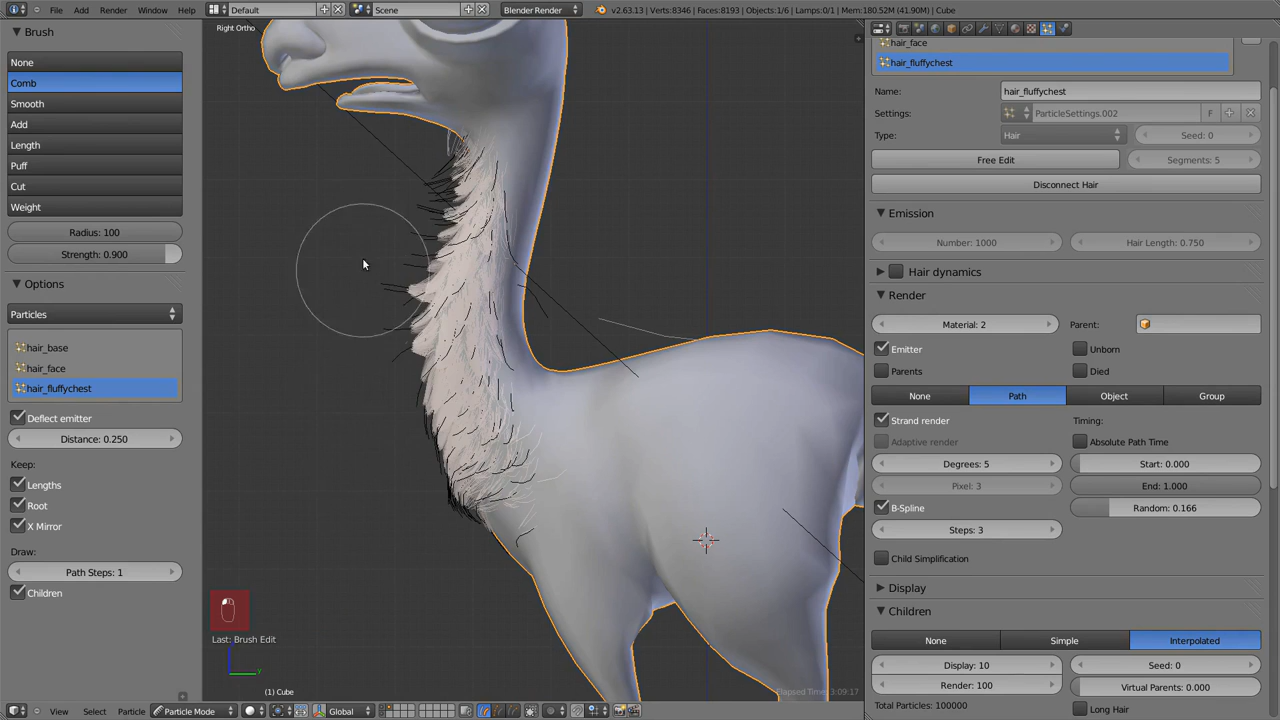 File Add Render Window Help Default Scene Blender Render v2.63.13 | Verts:8346 | Faces:8193 | Objects:1/6 | Lamps:0/1 | Mem:180.52M (41.90M) | Cube
Brush
None
Comb
Smooth
Add
Length
Puff
Cut
Weight
Radius: 100
Strength: 0.900
Options
Particles
hair_base
hair_face
hair_fluffychest
Deflect emitter
Distance: 0.250
Keep:
Lengths
Root
X Mirror
Draw:
Path Steps: 1
Children
Right Ortho
Last: Brush Edit
(1) Cube
Elapsed Time: 3:09:17
View Select Particle Particle Mode Global
hair_face
hair_fluffychest
Name: hair_fluffychest
Settings: ParticleSettings.002 F
Type: Hair Seed: 0
Free Edit Segments: 5
Disconnect Hair
Emission
Number: 1000 Hair Length: 0.750
Hair dynamics
Render
Material: 2 Parent:
Emitter Unborn
Parents Died
None Path Object Group
Strand render Timing:
Adaptive render Absolute Path Time
Degrees: 5 Start: 0.000
Pixel: 3 End: 1.000
B-Spline Random: 0.166
Steps: 3
Child Simplification
Display
Children
None Simple Interpolated
Display: 10 Seed: 0
Render: 100 Virtual Parents: 0.000
Total Particles: 100000 Long Hair